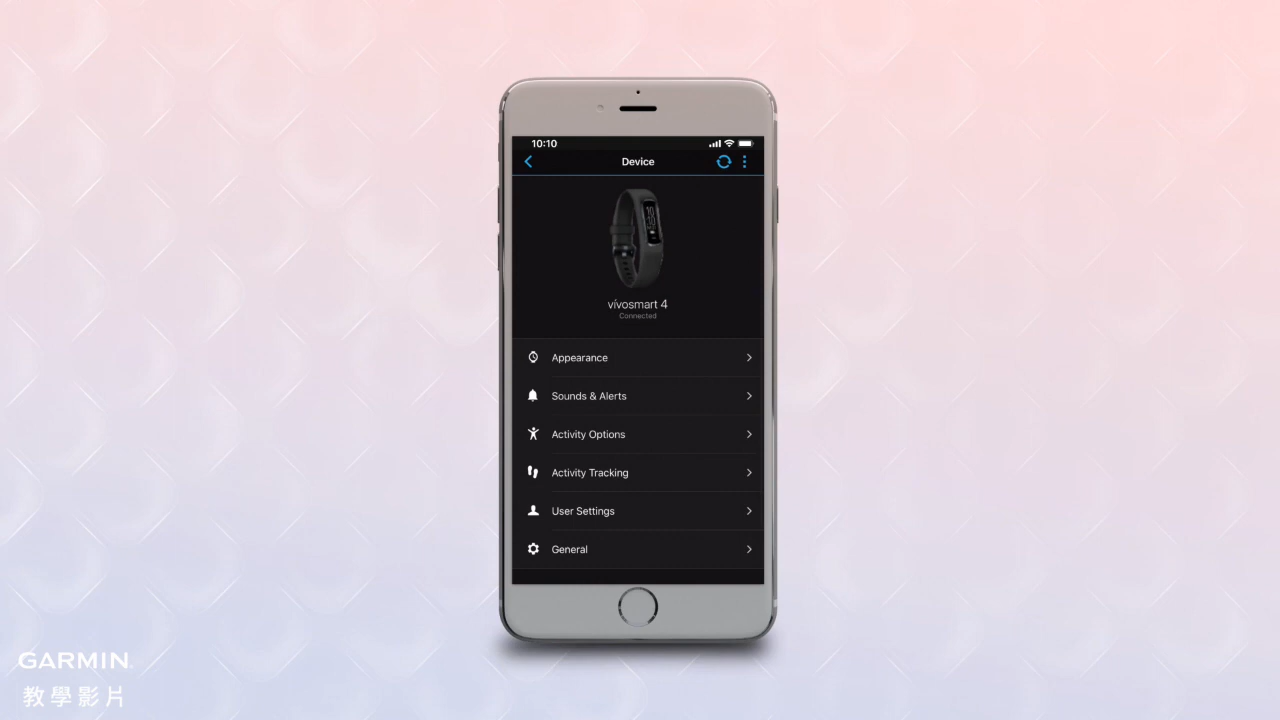 10:10
Device
vívosmart 4
Connected
Appearance
Sounds & Alerts
Activity Options
Activity Tracking
User Settings
General
GARMIN.
教學影片